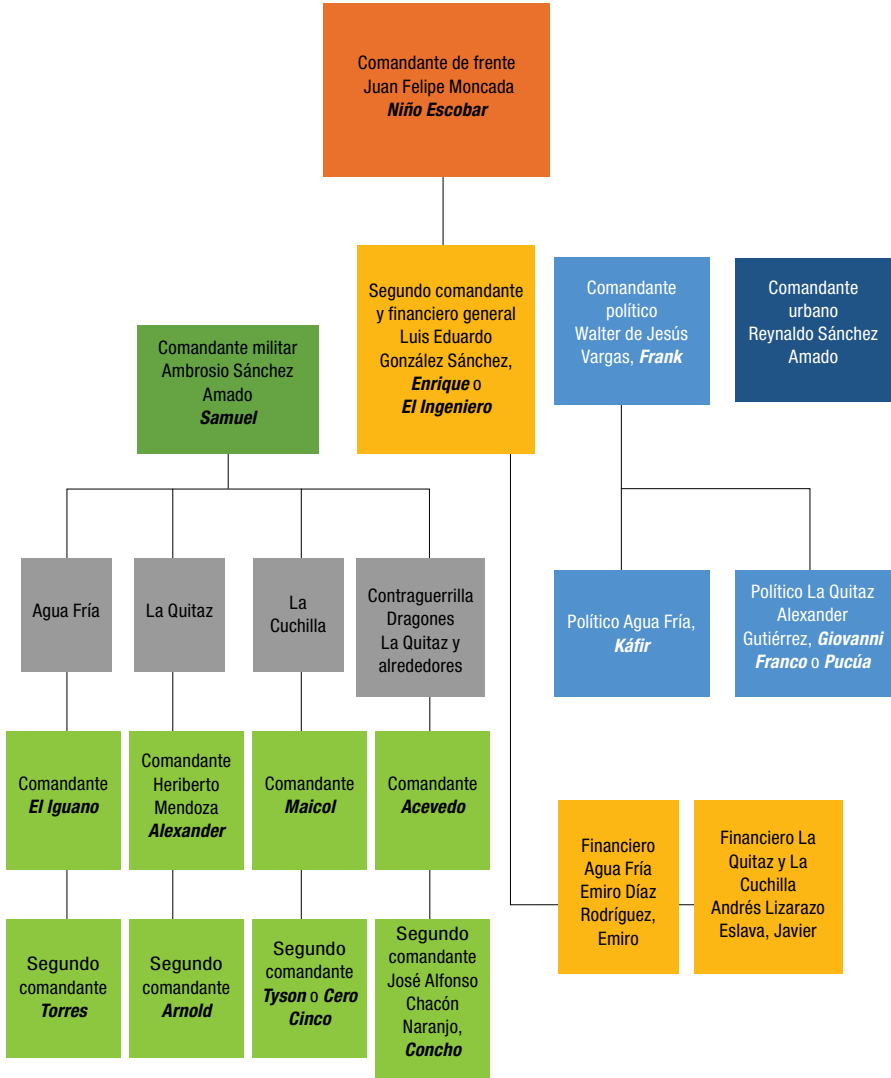 Comandante de frente
Juan Felipe Moncada
Niño Escobar
Segundo comandante
y financiero general
Luis Eduardo
González Sánchez,
Enrique o
El Ingeniero
Comandante
político
Walter de Jesús
Vargas, Frank
Comandante
urbano
Reynaldo Sánchez
Amado
Comandante militar
Ambrosio Sánchez
Amado
Samuel
Agua Fría
La Quitaz
La
Cuchilla
Contraguerrilla
Dragones
La Quitaz y
alrededores
Político Agua Fría,
Káfir
Político La Quitaz
Alexander
Gutiérrez, Giovanni
Franco o Pucúa
Comandante
El Iguano
Comandante
Heriberto
Mendoza
Alexander
Comandante
Maicol
Comandante
Acevedo
Financiero
Agua Fría
Emiro Díaz
Rodríguez,
Emiro
Financiero La
Quitaz y La
Cuchilla
Andrés Lizarazo
Eslava, Javier
Segundo
comandante
Torres
Segundo
comandante
Arnold
Segundo
comandante
Tyson o Cero
Cinco
Segundo
comandante
José Alfonso
Chacón
Naranjo,
Concho